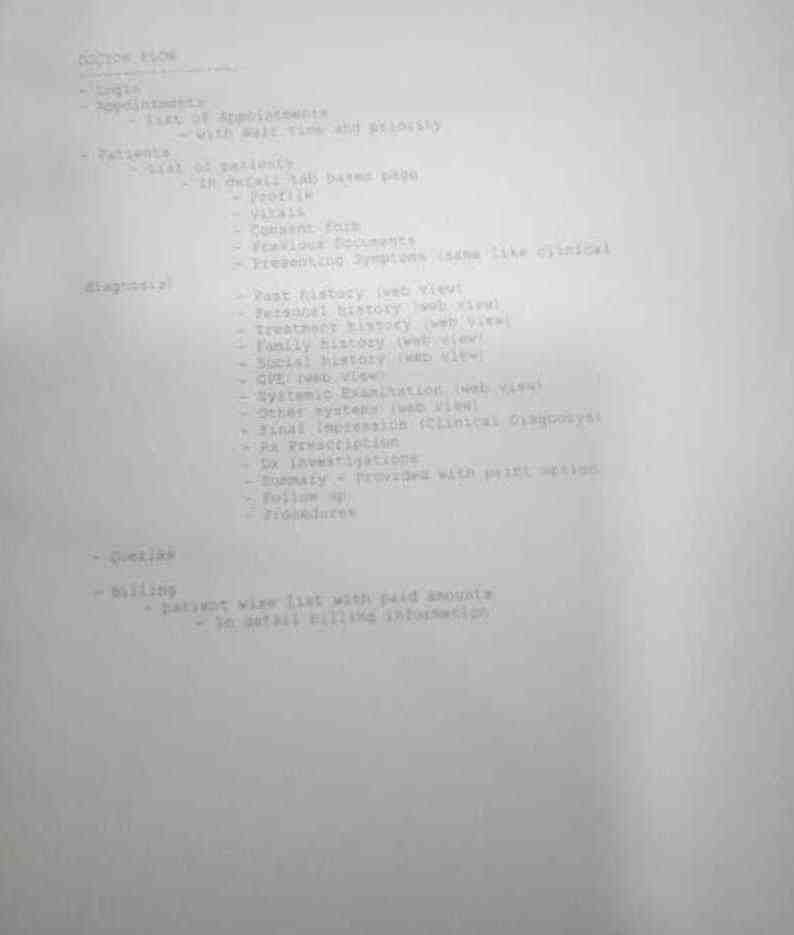 DOCTOR FLOW
--------------------
- Login
- Appointments
- List of Appointments
- with wait time and priority
- Patients
- List of patients
- In detail tab based page
- Profile
- Vitals
- Consent Form
- Previous Documents
- Presenting Symptoms (same like clinical
diagnosis)
- Past history (web view)
- Personal history (web view)
- Treatment history (web view)
- Family history (web view)
- Social history (web view)
- GPE (web view)
- Systemic Examination (web view)
- Other systems (web view)
- Final Impression (Clinical
- Rx Prescription
- Dx Investigations
- Summary - Provided with print option
- Follow up
- Procedures
- Queries
- Billing
- patient wise list with paid amounts
- In detail billing information